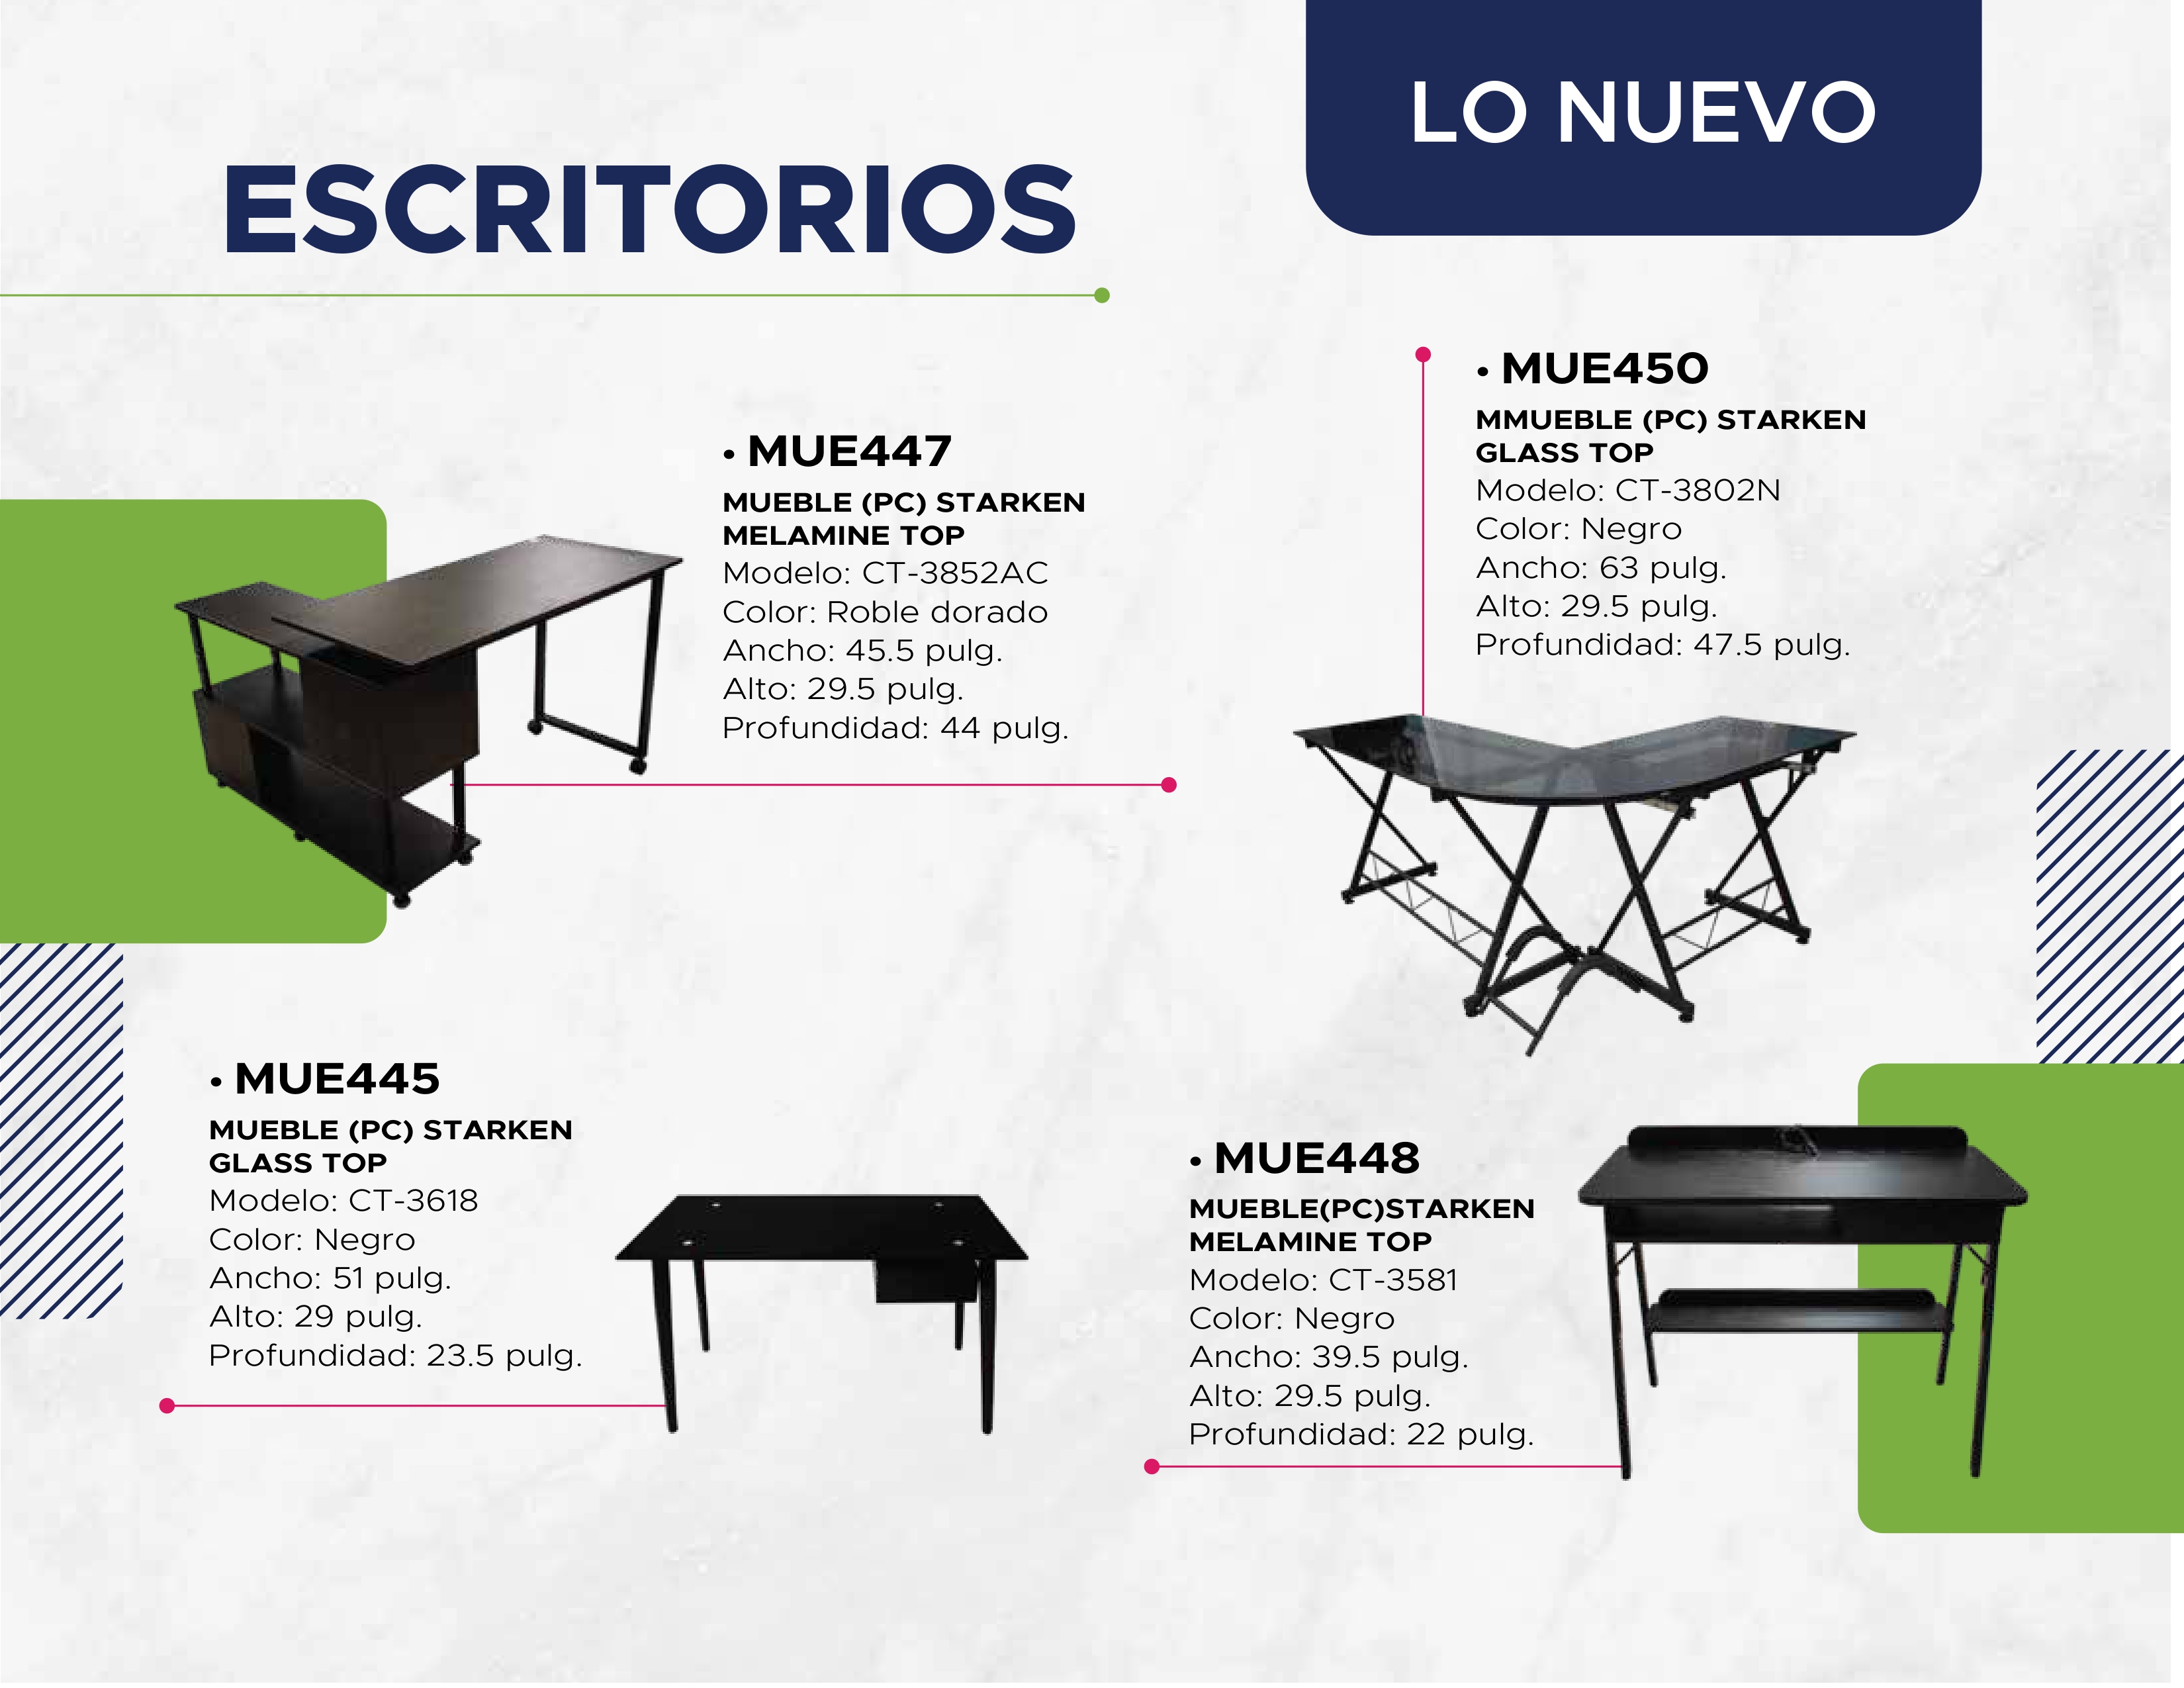 LO NUEVO
ESCRITORIOS
• MUE447
MUEBLE (PC) STARKEN
MELAMINE TOP
Modelo: CT-3852AC
Color: Roble dorado
Ancho: 45.5 pulg.
Alto: 29.5 pulg.
Profundidad: 44 pulg.
• MUE450
MMUEBLE (PC) STARKEN
GLASS TOP
Modelo: CT-3802N
Color: Negro
Ancho: 63 pulg.
Alto: 29.5 pulg.
Profundidad: 47.5 pulg.
• MUE445
MUEBLE (PC) STARKEN
GLASS TOP
Modelo: CT-3618
Color: Negro
Ancho: 51 pulg.
Alto: 29 pulg.
Profundidad: 23.5 pulg.
• MUE448
MUEBLE(PC)STARKEN
MELAMINE TOP
Modelo: CT-3581
Color: Negro
Ancho: 39.5 pulg.
Alto: 29.5 pulg.
Profundidad: 22 pulg.